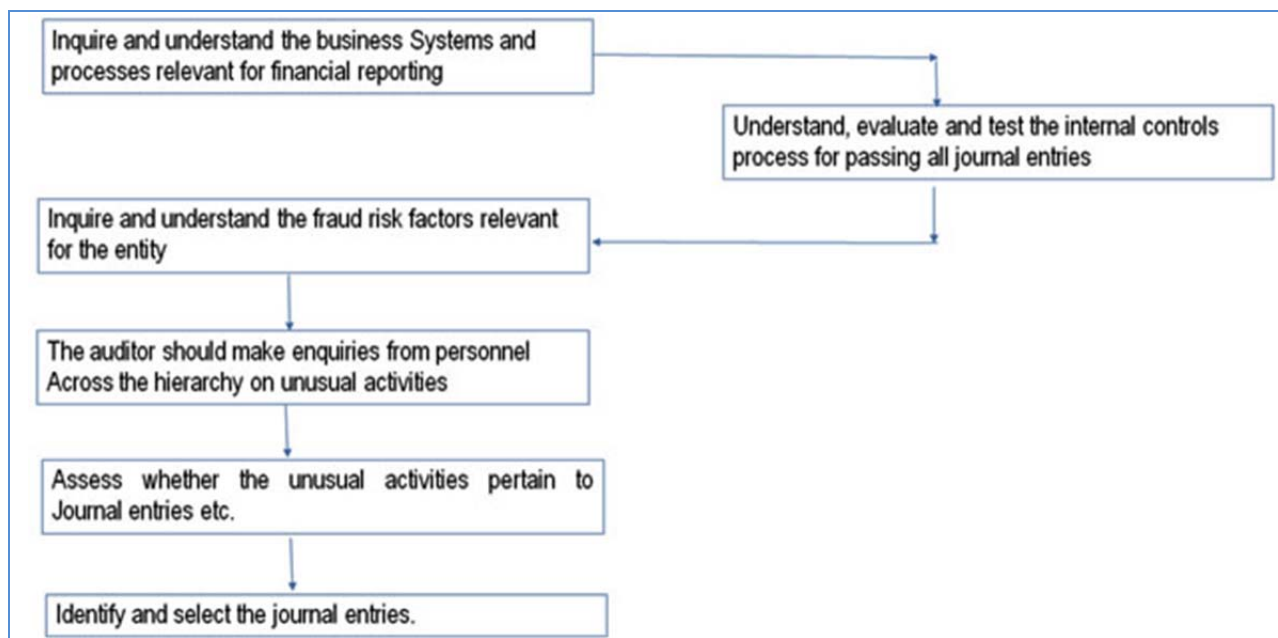 Inquire and understand the business Systems and
processes relevant for financial reporting
Understand, evaluate and test the internal controls
process for passing all journal entries
Inquire and understand the fraud risk factors relevant
for the entity
The auditor should make enquiries from personnel
Across the hierarchy on unusual activities
Assess whether the unusual activities pertain to
Journal entries etc.
Identify and select the journal entries.